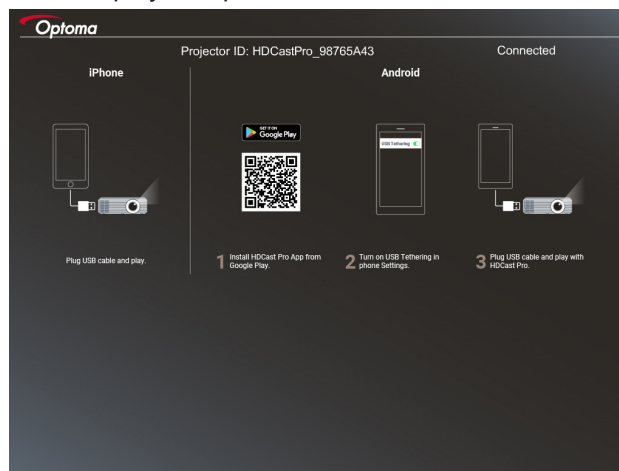 Optoma
Projector ID: HDCastPro_98765A43
Connected
iPhone
Android
GET IT ON
Google Play
USB Tethering
Plug USB cable and play.
1 Install HDCast Pro App from
Google Play.
2 Turn on USB Tethering in
phone Settings.
3 Plug USB cable and play with
HDCast Pro.